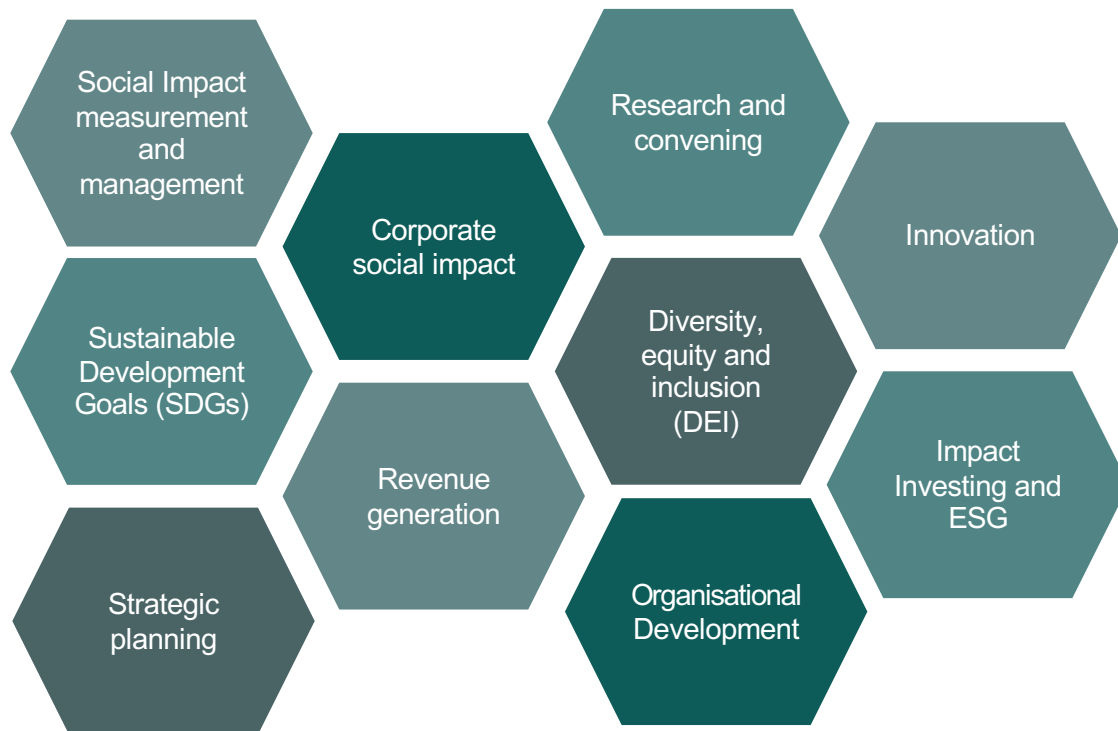 Social Impact
measurement
and
management
Research and
convening
Corporate
social impact
Innovation
Sustainable
Development
Goals (SDGs)
Diversity,
equity and
inclusion
(DEI)
Revenue
generation
Impact
Investing and
ESG
Strategic
planning
Organisational
Development